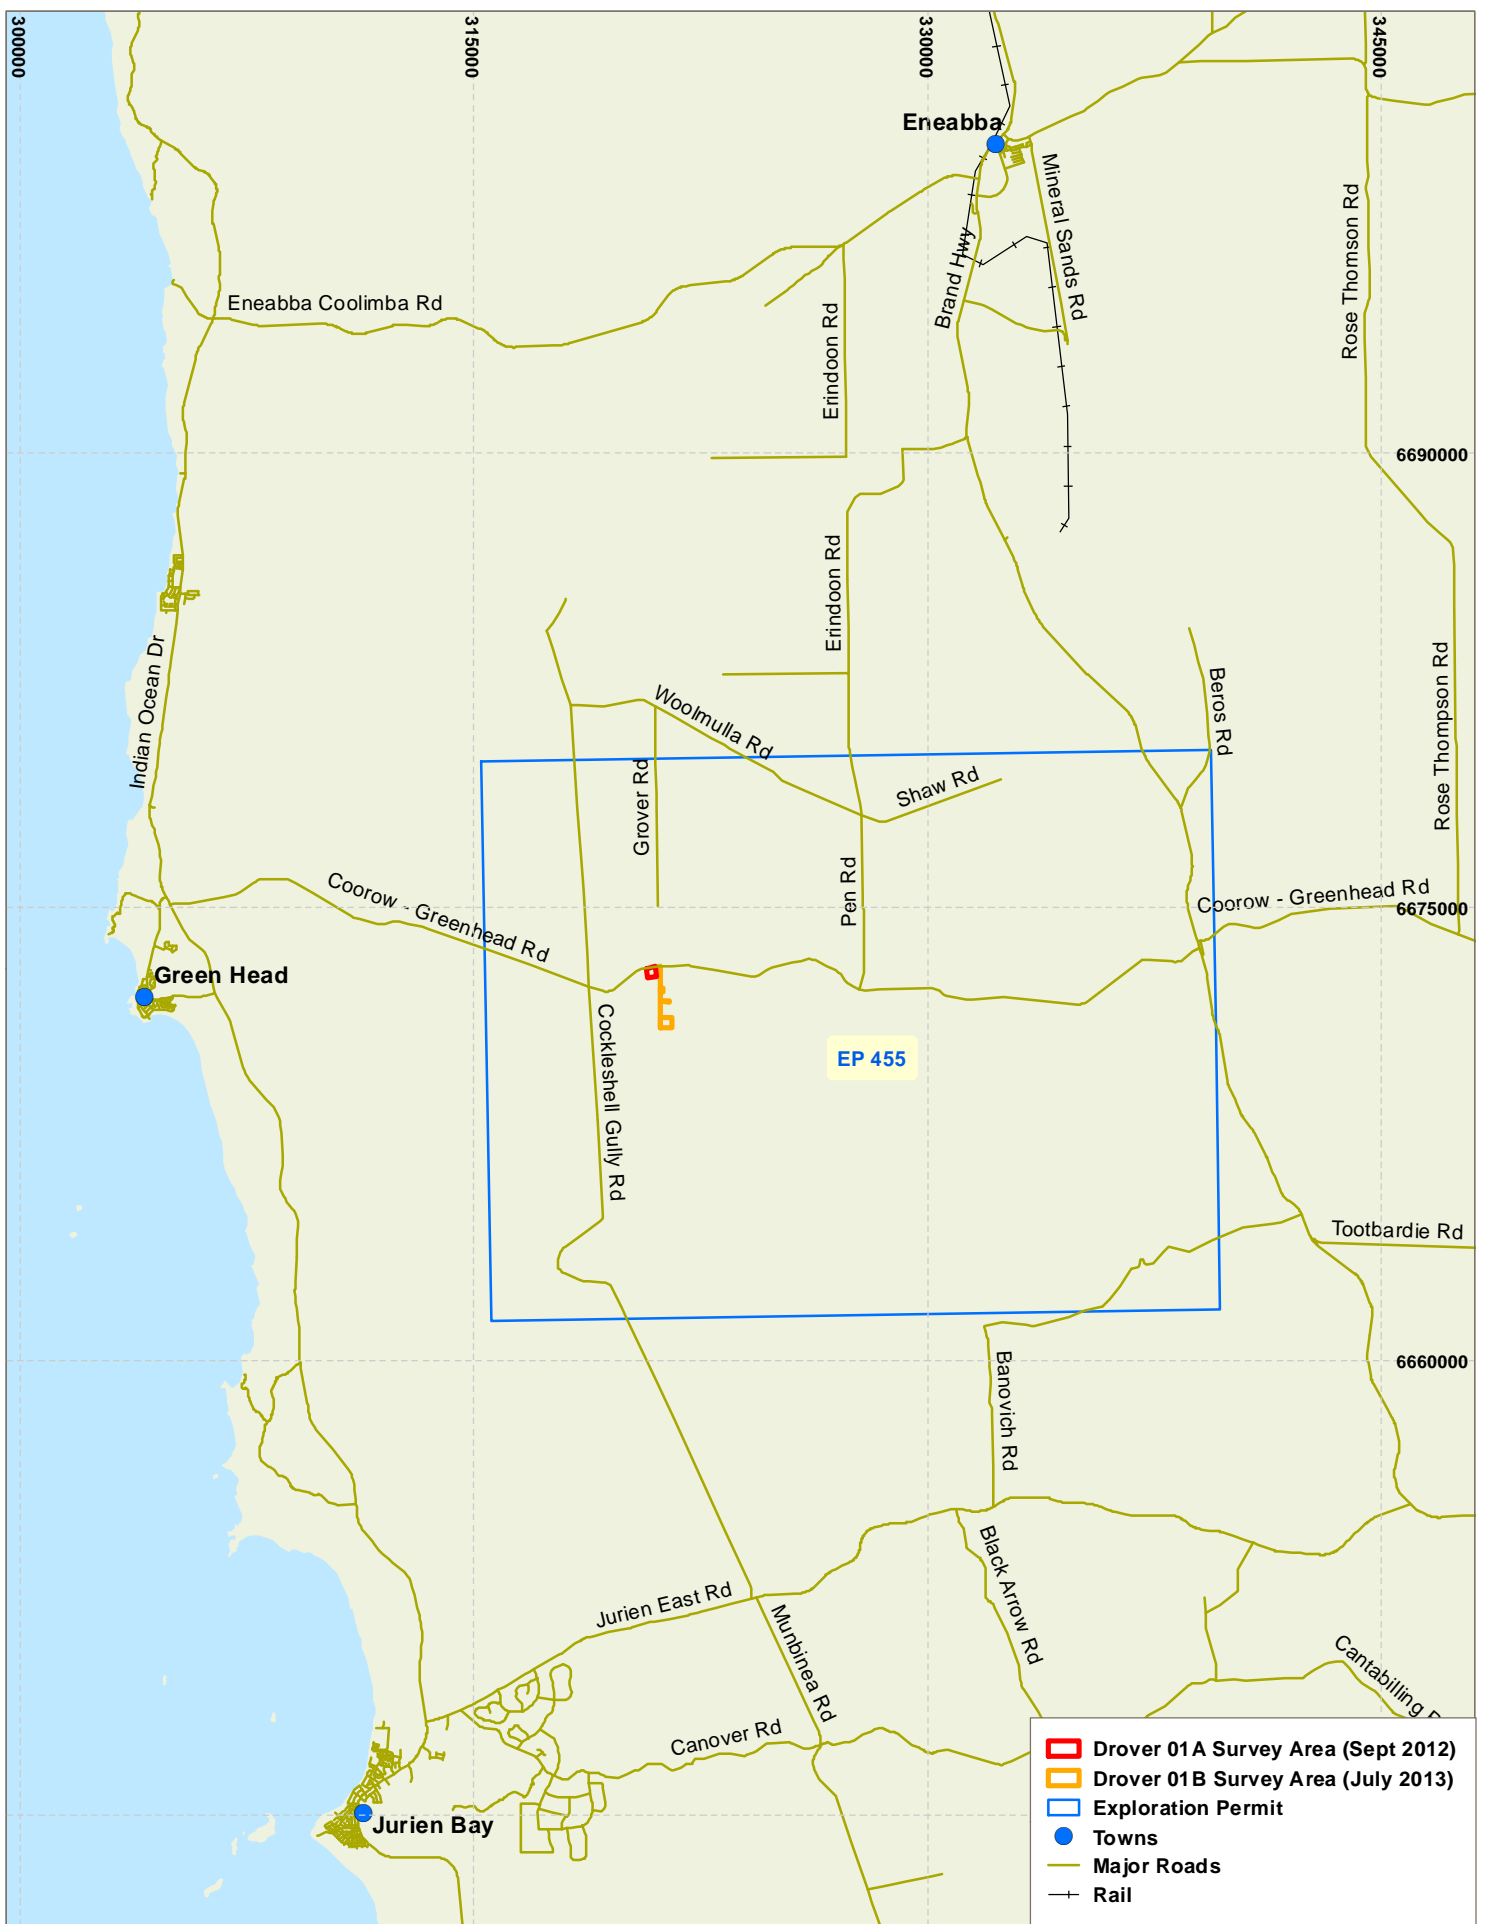 300000
315000
330000
345000
Eneabba
Mineral Sands Rd
Rose Thomson Rd
Brand Hwy
Eneabba Coolimba Rd
Erindoon Rd
6690000
Erindoon Rd
Indian Ocean Dr
Woolmulla Rd
Beros Rd
Rose Thompson Rd
Grover Rd
Shaw Rd
Pen Rd
Coorow - Greenhead Rd
Coorow - Greenhead Rd
6675000
Green Head
Cockleshell Gully Rd
EP 455
Tootbardie Rd
6660000
Banovich Rd
Black Arrow Rd
Jurien East Rd
Munbinea Rd
Cantabilling
Canover Rd
Jurien Bay
Drover 01A Survey Area (Sept 2012)
Drover 01B Survey Area (July 2013)
Exploration Permit
Towns
Major Roads
Rail